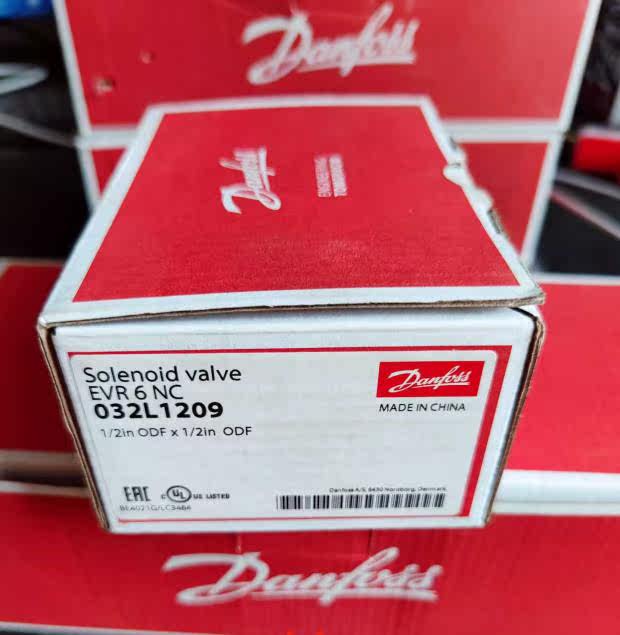 Danfoss
Danfoss
ENGINEERING
TOMORROW
Solenoid valve
EVR 6 NC
032L1209
1/2in ODF x 1/2in ODF
Danfoss
MADE IN CHINA
EAC
c UL us LISTED
Danfoss A/S, 6430 Nordborg, Denmark
Danfoss